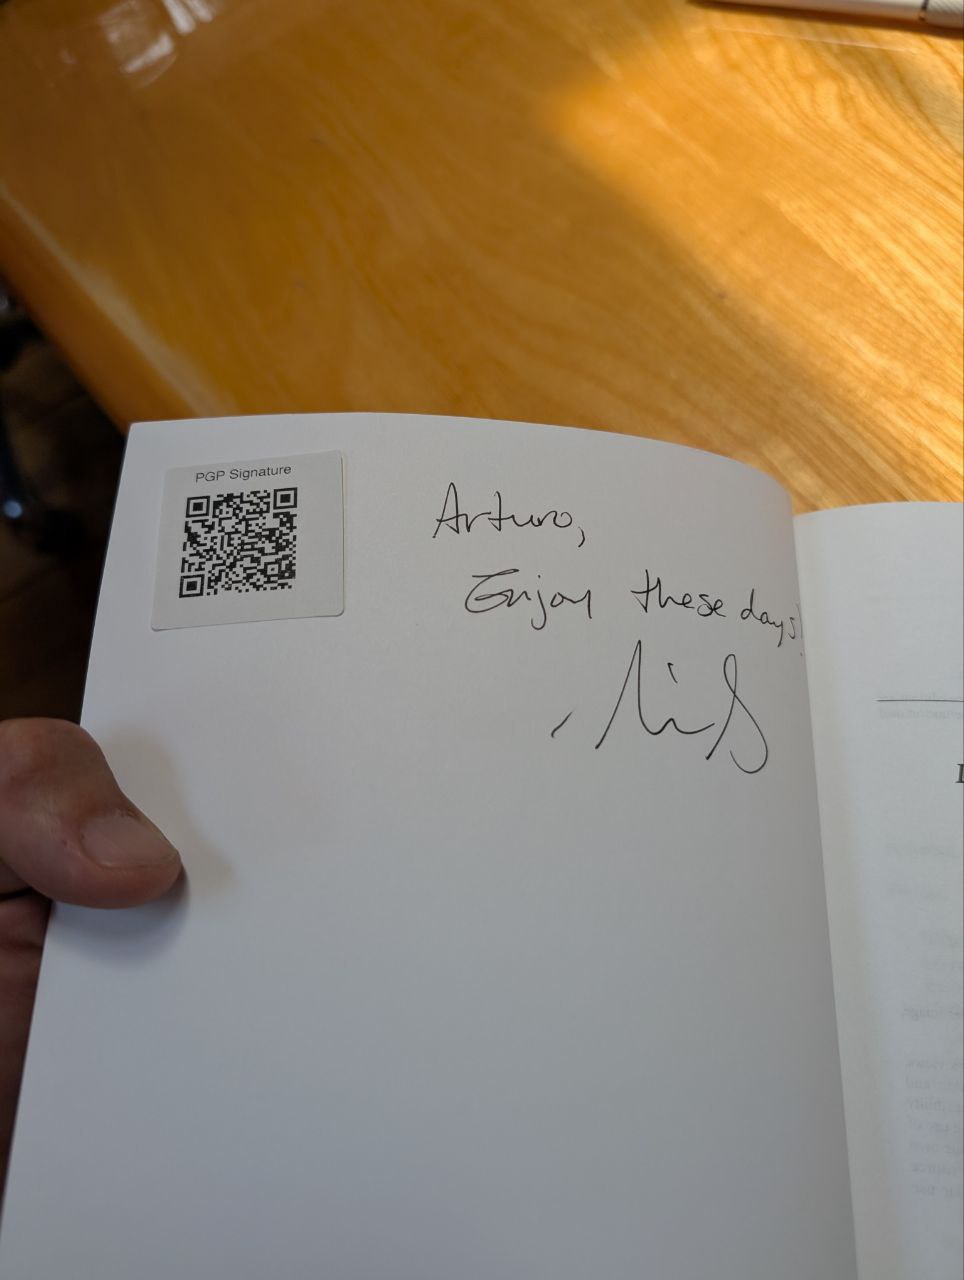 PGP Signature
Arturo,
Enjoy these days!
I